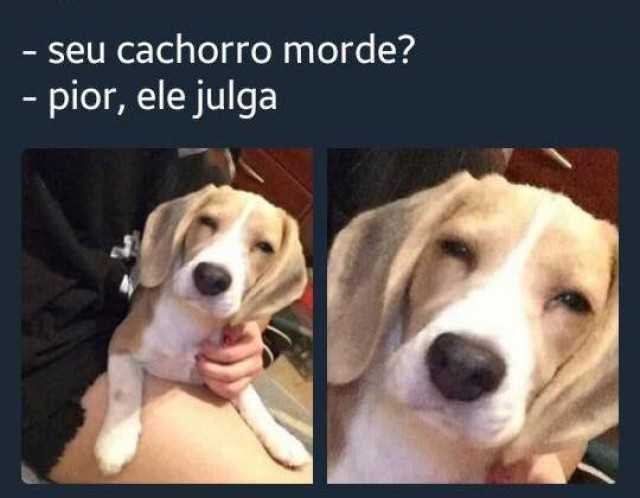 - seu cachorro morde?
- pior, ele julga